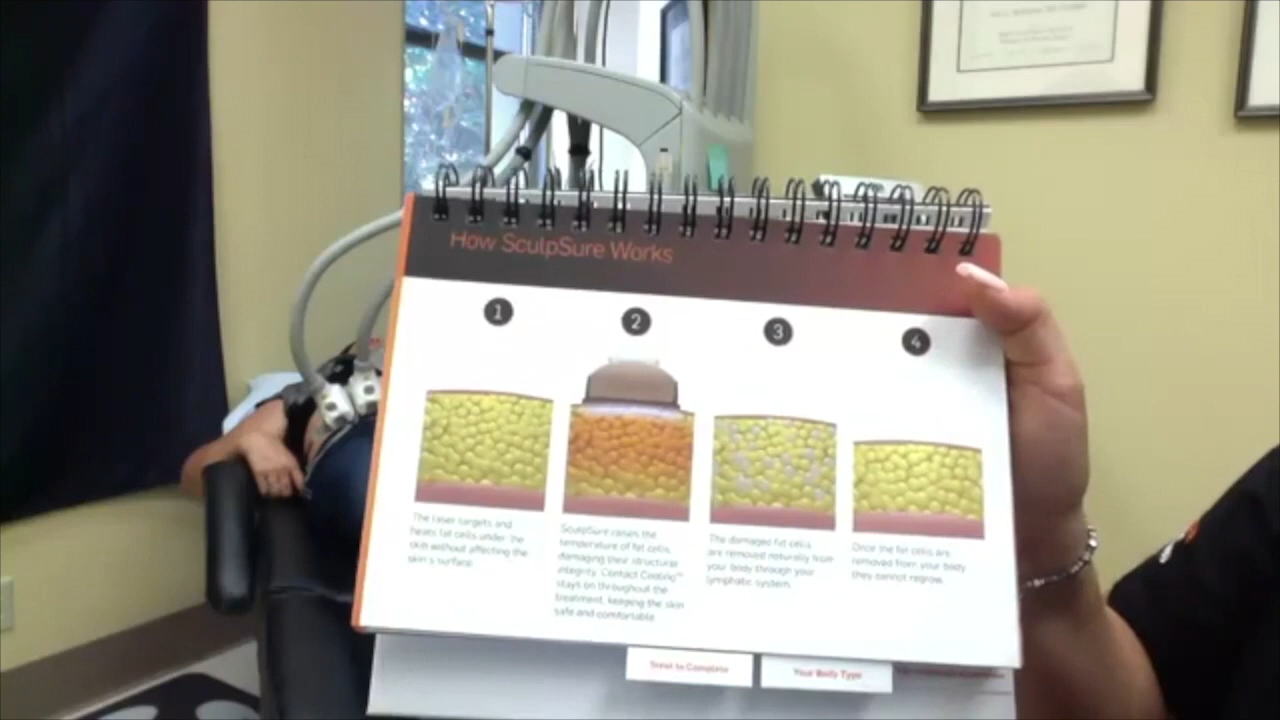 How SculpSure Works
1
2
3
4
The laser targets and
heats fat cells under the
skin without affecting the
skin's surface.
SculpSure raises the
temperature of fat cells,
damaging their structural
integrity. Contact Cooling™
stays on throughout the
treatment, keeping the skin
safe and comfortable
The damaged fat cells
are removed naturally from
your body through your
lymphatic system.
Once the fat cells are
removed from your body
they cannot regrow.
Treat to Complete
Your Body Type